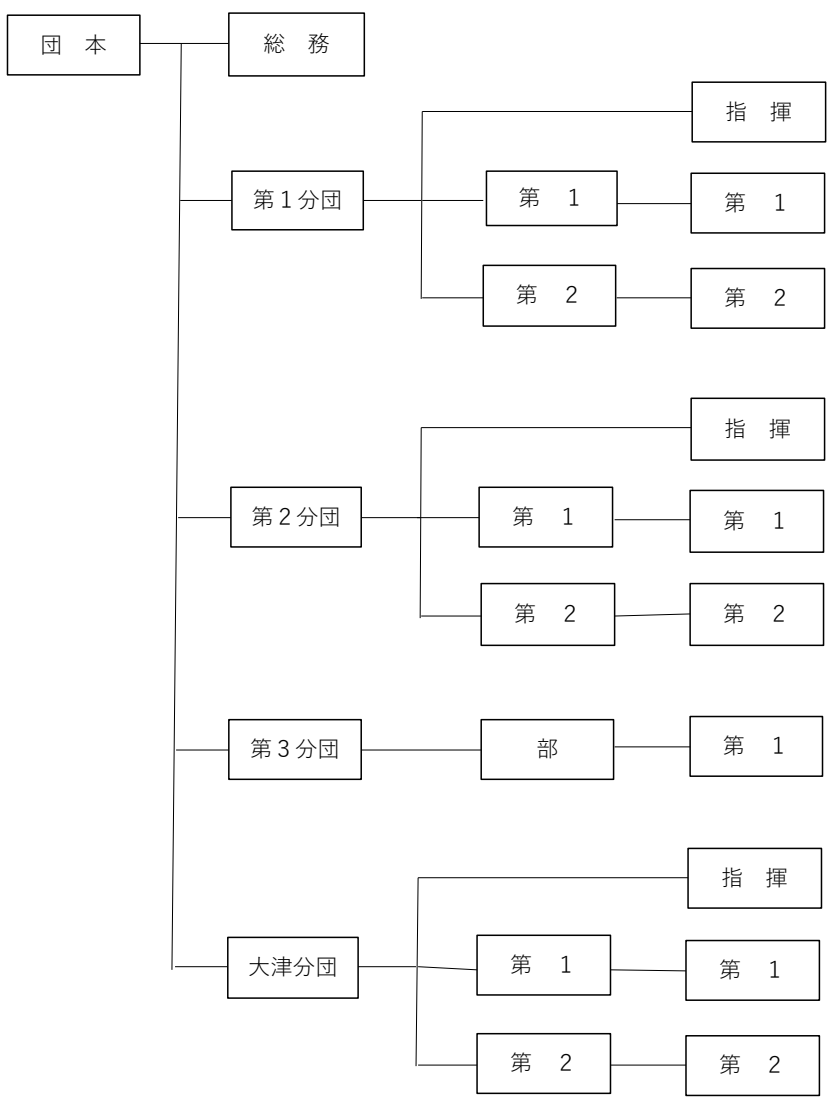 団　本
総　務
指　揮
第１分団
第　１
第　１
第　２
第　２
指　揮
第２分団
第　１
第　１
第　２
第　２
第３分団
部
第　１
指　揮
大津分団
第　１
第　１
第　２
第　２